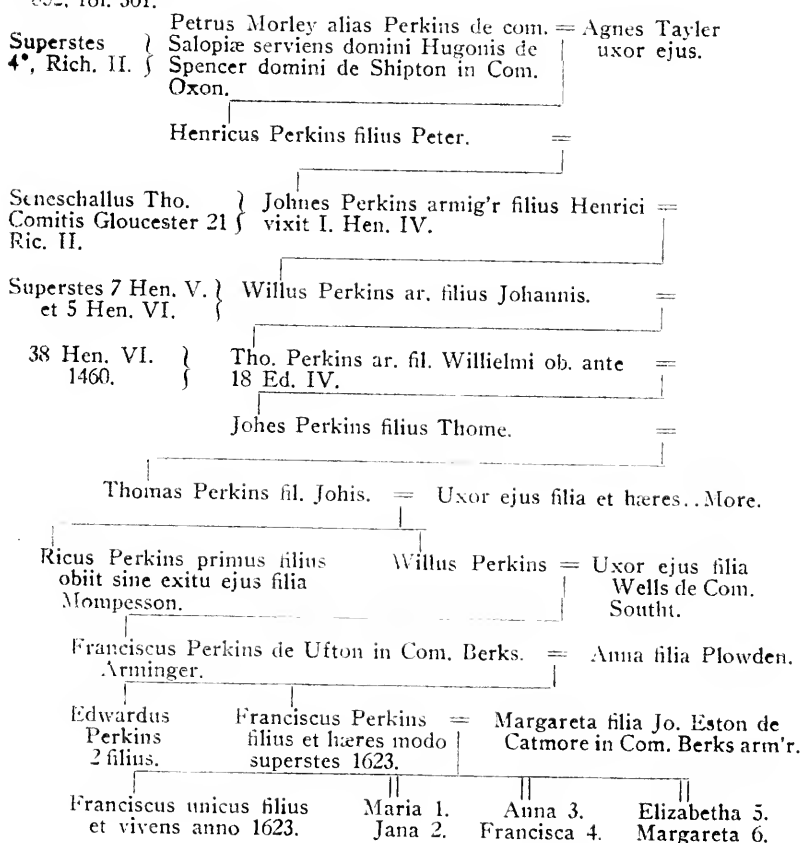 fol. 301.
Petrus Morley alias Perkins de com. = Agnes Tayler
Superstes } Salopiæ serviens domini Hugonis de uxor ejus.
4°, Rich. II. } Spencer domini de Shipton in Com.
Oxon.
Henricus Perkins filius Peter. =
Seneschallus Tho. } Johnes Perkins armig'r filius Henrici =
Comitis Gloucester 21 } vixit I. Hen. IV.
Ric. II.
Superstes 7 Hen. V. } Willus Perkins ar. filius Johannis. =
et 5 Hen. VI.
38 Hen. VI. } Tho. Perkins ar. fil. Willielmi ob. ante =
1460. } 18 Ed. IV.
Johes Perkins filius Thome. =
Thomas Perkins fil. Johis. = Uxor ejus filia et hæres..More.
Ricus Perkins primus filius Willus Perkins = Uxor ejus filia
obiit sine exitu ejus filia Wells de Com.
Mompesson. Southt.
Franciscus Perkins de Ufton in Com. Berks. = Anna filia Plowden.
Arminger.
Edwardus Franciscus Perkins = Margareta filia Jo. Eston de
Perkins filius et hæres modo Catmore in Com. Berks arm'r.
2 filius. superstes 1623.
Franciscus unicus filius Maria 1. Anna 3. Elizabetha 5.
et vivens anno 1623. Jana 2. Francisca 4. Margareta 6.